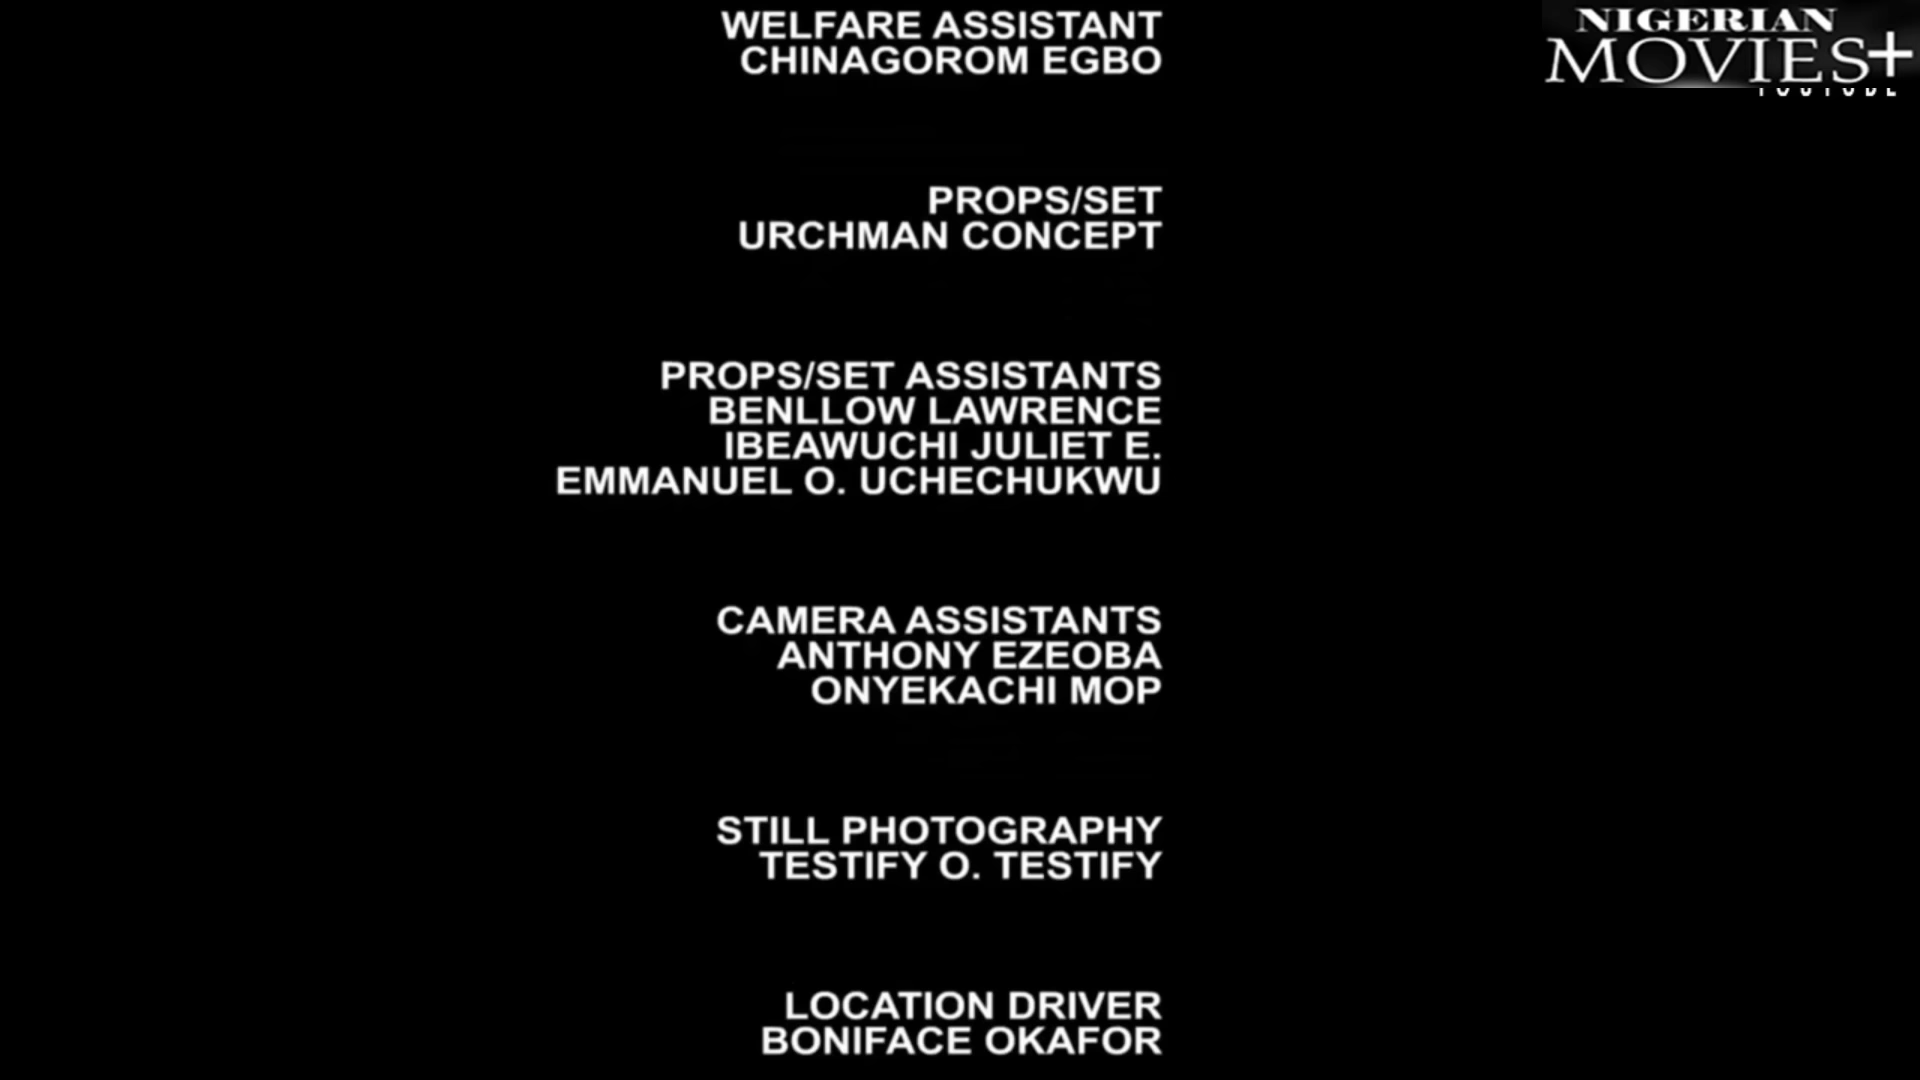 WELFARE ASSISTANT
CHINAGOROM EGBO
NIGERIAN
MOVIES+
PROPS/SET
URCHMAN CONCEPT
PROPS/SET ASSISTANTS
BENLLOW LAWRENCE
IBEAWUCHI JULIET E.
EMMANUEL O. UCHECHUKWU
CAMERA ASSISTANTS
ANTHONY EZEOBA
ONYEKACHI MOP
STILL PHOTOGRAPHY
TESTIFY O. TESTIFY
LOCATION DRIVER
BONIFACE OKAFOR